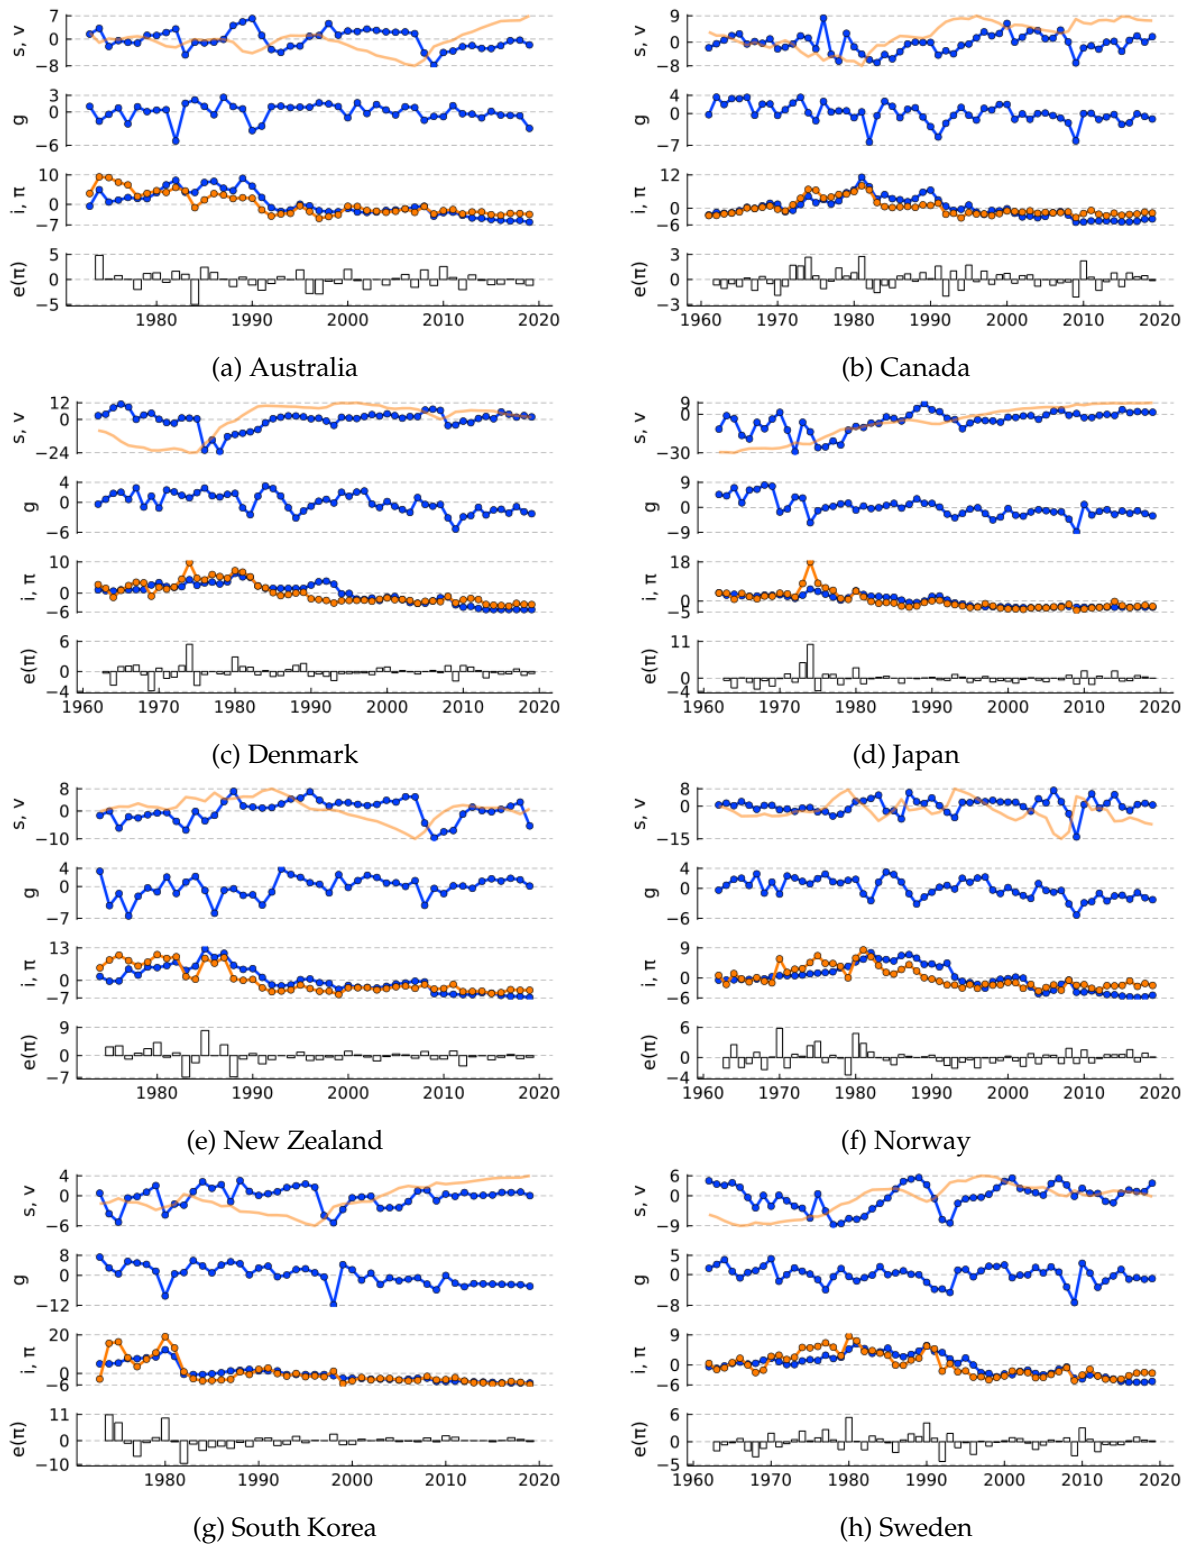 s, v
7
0
−8
g
3
0
−6
i, π
10
0
−7
e(π)
5
0
−5
1980 1990 2000 2010 2020
(a) Australia
s, v
9
0
−8
g
4
0
−7
i, π
12
0
−6
e(π)
3
0
−3
1960 1970 1980 1990 2000 2010 2020
(b) Canada
s, v
12
0
−24
g
4
0
−6
i, π
10
0
−6
e(π)
6
0
−4
1960 1970 1980 1990 2000 2010 2020
(c) Denmark
s, v
9
0
−30
g
9
0
−9
i, π
18
0
−5
e(π)
11
0
−4
1960 1970 1980 1990 2000 2010 2020
(d) Japan
s, v
8
0
−10
g
4
0
−7
i, π
13
0
−7
e(π)
9
0
−7
1980 1990 2000 2010 2020
(e) New Zealand
s, v
8
0
−15
g
4
0
−6
i, π
9
0
−6
e(π)
6
0
−4
1960 1970 1980 1990 2000 2010 2020
(f) Norway
s, v
4
0
−6
g
8
0
−12
i, π
20
0
−6
e(π)
11
0
−10
1980 1990 2000 2010 2020
(g) South Korea
s, v
6
0
−9
g
5
0
−8
i, π
9
0
−6
e(π)
6
0
−5
1960 1970 1980 1990 2000 2010 2020
(h) Sweden